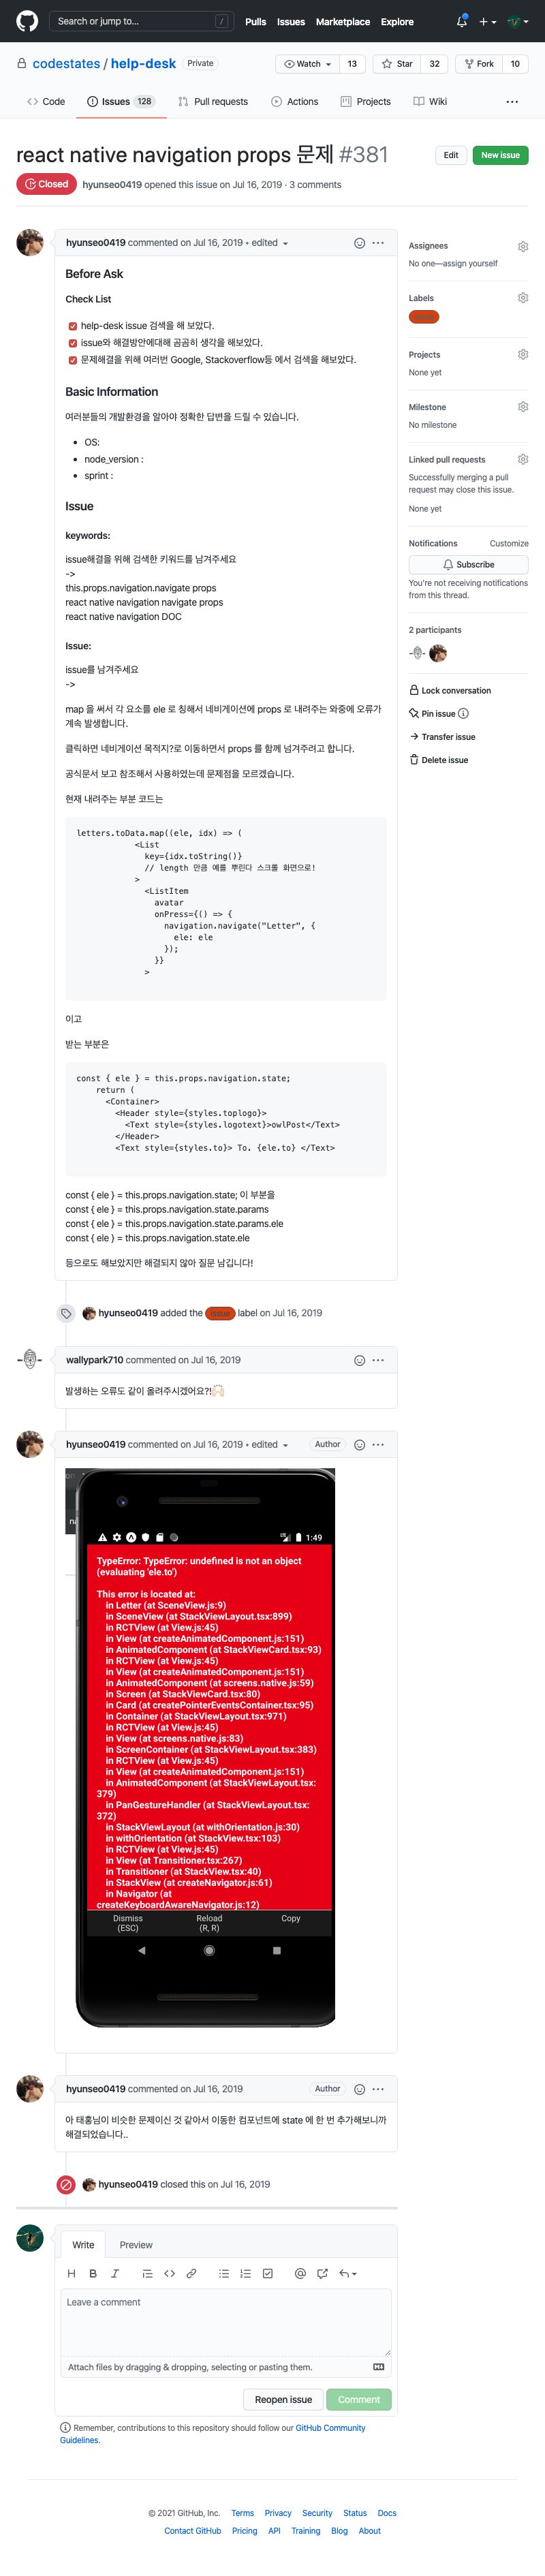 Search or jump to...
/
Pulls
Issues
Marketplace
Explore
codestates / help-desk
Private
Watch
13
Star
32
Fork
10
Code
Issues 128
Pull requests
Actions
Projects
Wiki
react native navigation props 문제 #381
Edit
New issue
Closed
hyunseo0419 opened this issue on Jul 16, 2019 · 3 comments
hyunseo0419 commented on Jul 16, 2019 • edited
Before Ask
Check List
help-desk issue 검색을 해 보았다.
issue와 해결방안에대해 곰곰히 생각을 해보았다.
문제해결을 위해 여러번 Google, Stackoverflow등 에서 검색을 해보았다.
Basic Information
여러분들의 개발환경을 알아야 정확한 답변을 드릴 수 있습니다.
OS:
node_version :
sprint :
Issue
keywords:
issue해결을 위해 검색한 키워드를 남겨주세요
->
this.props.navigation.navigate props
react native navigation navigate props
react native navigation DOC
Issue:
issue를 남겨주세요
->
map 을 써서 각 요소를 ele 로 칭해서 네비게이션에 props 로 내려주는 와중에 오류가
계속 발생합니다.
클릭하면 네비게이션 목적지?로 이동하면서 props 를 함께 넘겨주려고 합니다.
공식문서 보고 참조해서 사용하였는데 문제점을 모르겠습니다.
현재 내려주는 부분 코드는
letters.toData.map((ele, idx) => (
<List
key={idx.toString()}
// length 만큼 예를 뿌린다 스크롤 화면으로!
>
<ListItem
avatar
onPress={() => {
navigation.navigate("Letter", {
ele: ele
});
}}
>
이고
받는 부분은
const { ele } = this.props.navigation.state;
return (
<Container>
<Header style={styles.toplogo}>
<Text style={styles.logotext}>owlPost</Text>
</Header>
<Text style={styles.to}> To. {ele.to} </Text>
const { ele } = this.props.navigation.state; 이 부분을
const { ele } = this.props.navigation.state.params
const { ele } = this.props.navigation.state.params.ele
const { ele } = this.props.navigation.state.ele
등으로도 해보았지만 해결되지 않아 질문 남깁니다!
Assignees
No one—assign yourself
Labels
Projects
None yet
Milestone
No milestone
Linked pull requests
Successfully merging a pull
request may close this issue.
None yet
Notifications
Customize
Subscribe
You're not receiving notifications
from this thread.
2 participants
Lock conversation
Pin issue
Transfer issue
Delete issue
hyunseo0419 added the issue label on Jul 16, 2019
wallypark710 commented on Jul 16, 2019
발생하는 오류도 같이 올려주시겠어요?!
hyunseo0419 commented on Jul 16, 2019 • edited
Author
1:49
TypeError: TypeError: undefined is not an object
(evaluating 'ele.to')
This error is located at:
in Letter (at SceneView.js:9)
in SceneView (at StackViewLayout.tsx:899)
in RCTView (at View.js:45)
in View (at createAnimatedComponent.js:151)
in AnimatedComponent (at StackViewCard.tsx:93)
in RCTView (at View.js:45)
in View (at createAnimatedComponent.js:151)
in AnimatedComponent (at screens.native.js:59)
in Screen (at StackViewCard.tsx:80)
in Card (at createPointerEventsContainer.tsx:95)
in Container (at StackViewLayout.tsx:971)
in RCTView (at View.js:45)
in View (at screens.native.js:83)
in ScreenContainer (at StackViewLayout.tsx:383)
in RCTView (at View.js:45)
in View (at createAnimatedComponent.js:151)
in AnimatedComponent (at StackViewLayout.tsx:
379)
in PanGestureHandler (at StackViewLayout.tsx:
372)
in StackViewLayout (at withOrientation.js:30)
in withOrientation (at StackView.tsx:103)
in RCTView (at View.js:45)
in View (at Transitioner.tsx:267)
in Transitioner (at StackView.tsx:40)
in StackView (at createNavigator.js:61)
in Navigator (at
createKeyboardAwareNavigator.js:12)
Dismiss
(ESC)
Reload
(R, R)
Copy
hyunseo0419 commented on Jul 16, 2019
Author
아 태홍님이 비슷한 문제이신 것 같아서 이동한 컴포넌트에 state 에 한 번 추가해보니까
해결되었습니다..
hyunseo0419 closed this on Jul 16, 2019
Write
Preview
H B I
Leave a comment
Attach files by dragging & dropping, selecting or pasting them.
Reopen issue
Comment
Remember, contributions to this repository should follow our GitHub Community
Guidelines.
© 2021 GitHub, Inc.
Terms
Privacy
Security
Status
Docs
Contact GitHub
Pricing
API
Training
Blog
About